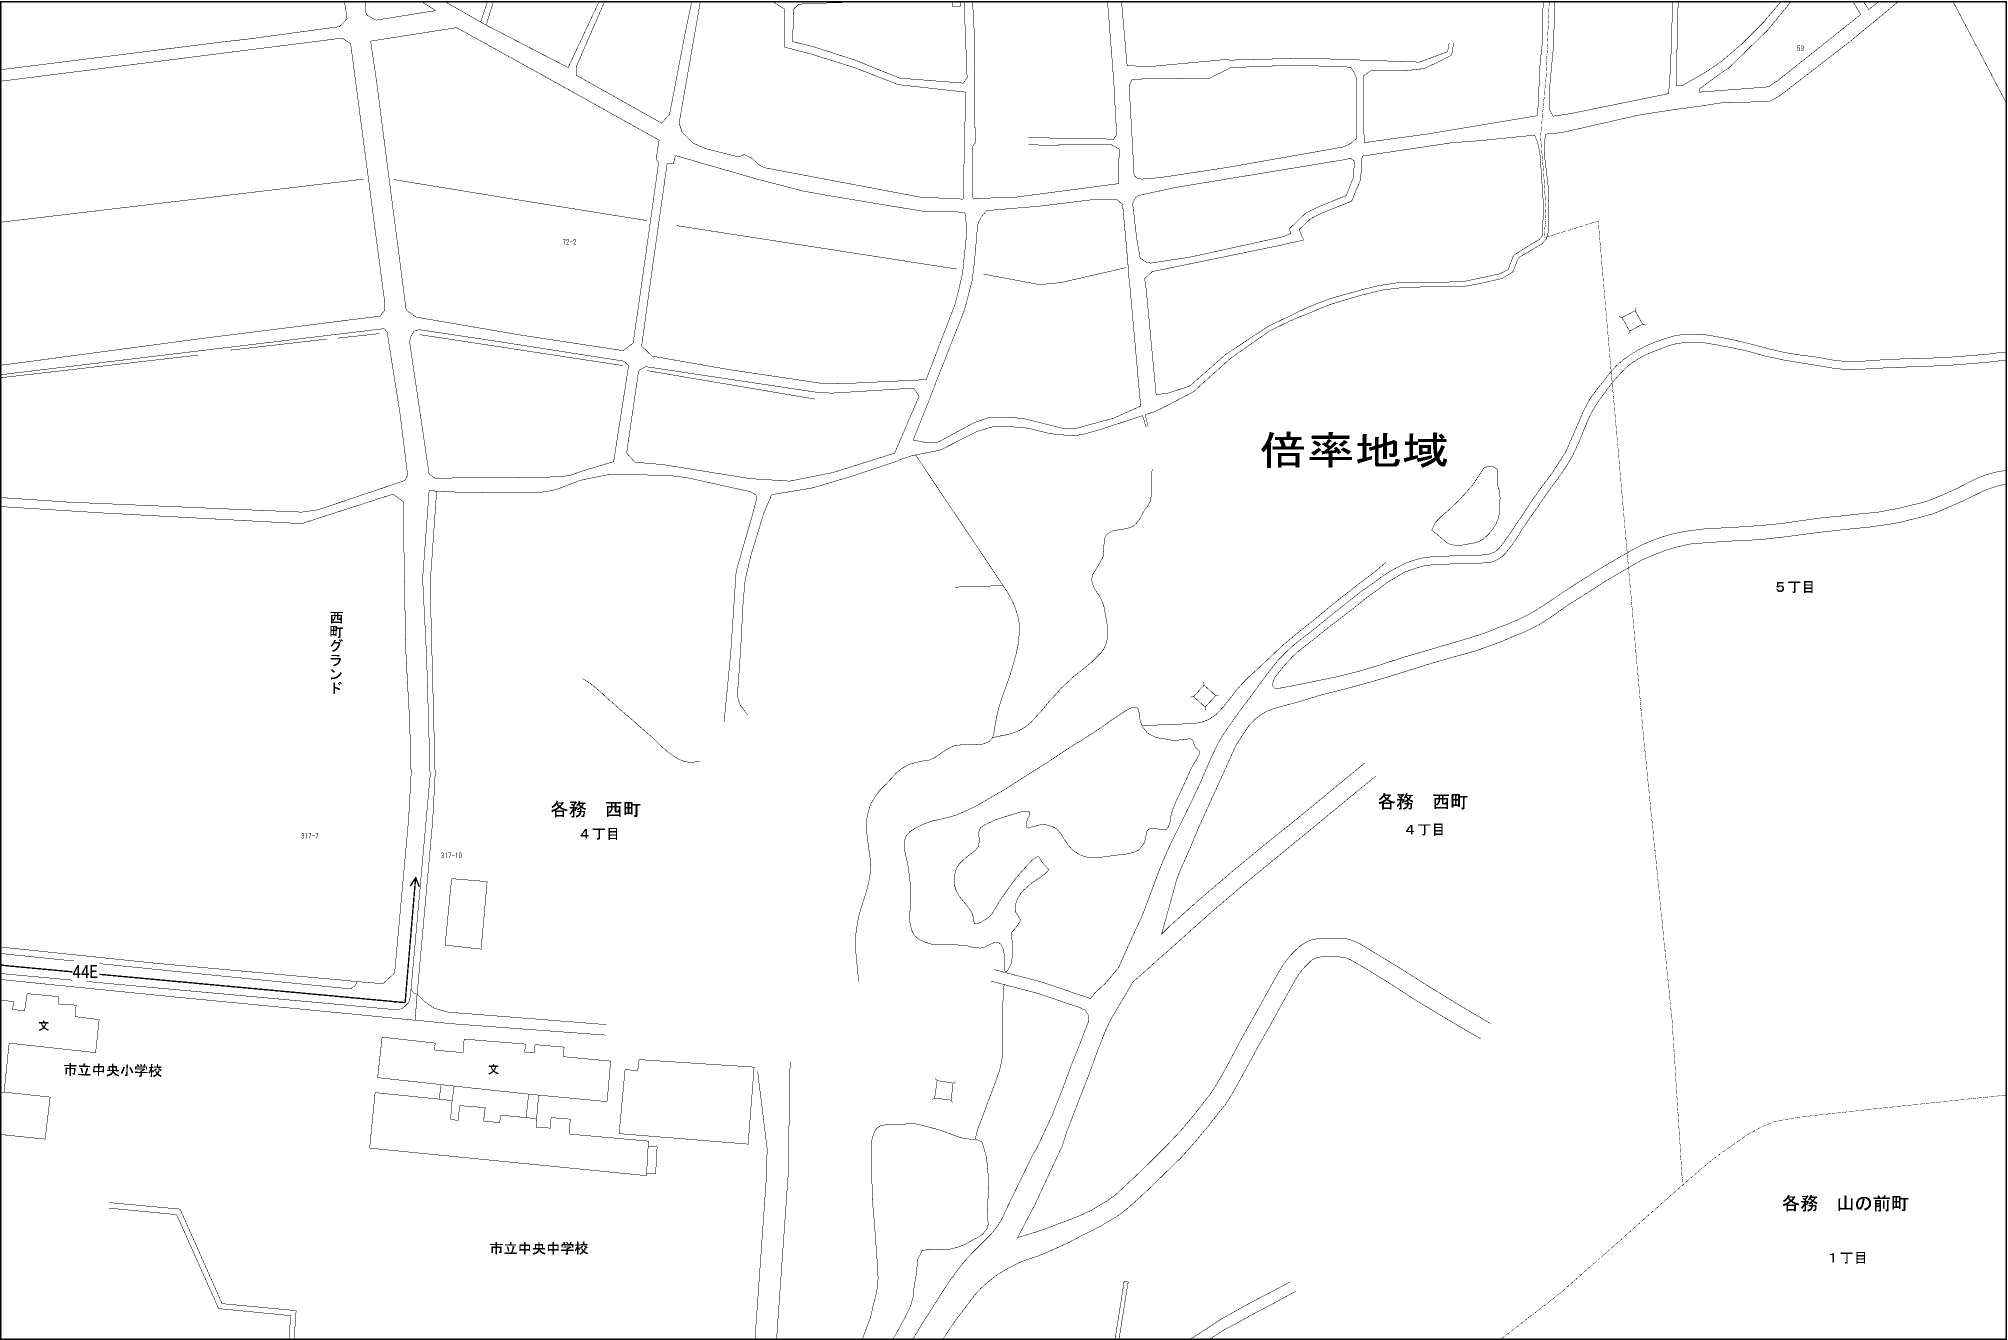 53
72-2
倍率地域
5丁目
西町グランド
各務　西町
4丁目
各務　西町
4丁目
317-7
317-10
44E
文
市立中央小学校
文
各務　山の前町
1丁目
市立中央中学校